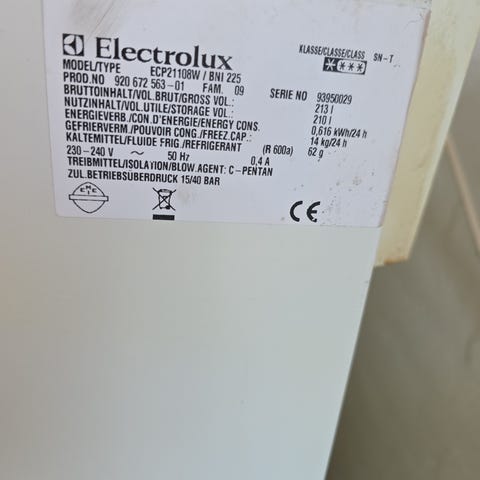 Electrolux
KLASSE/CLASSE/CLASS SN-T
MODEL/TYPE ECP21108W / BNI 225
PROD.NO 920 672 563-01 FAM. 09 SERIE NO 93950029
BRUTTOINHALT/VOL.BRUT/GROSS VOL.: 213 l
NUTZINHALT/VOL.UTILE/STORAGE VOL.: 210 l
ENERGIEVERB./CON.D'ENERGIE/ENERGY CONS. 0,616 kWh/24 h
GEFRIERVERM./POUVOIR CONG./FREEZ.CAP.: 14 kg/24 h
KÄLTEMITTEL/FLUIDE FRIG./REFRIGERANT (R 600a) 62 g
230-240 V ~ 50 Hz 0,4 A
TREIBMITTEL/ISOLATION/BLOW. AGENT: C-PENTAN
ZUL.BETRIEBSÜBERDRUCK 15/40 BAR
CE